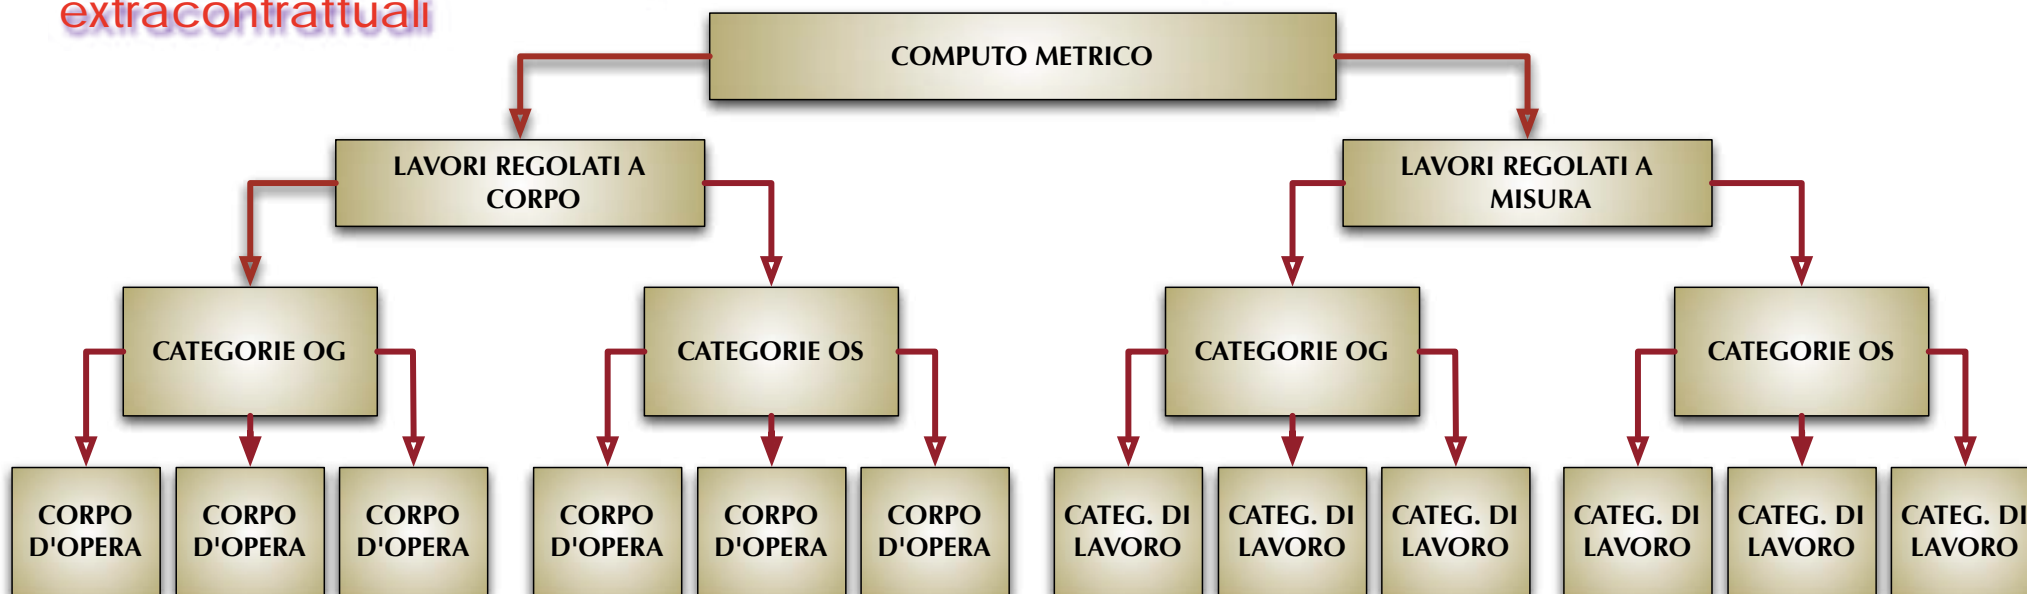 extracontrattuali
COMPUTO METRICO
LAVORI REGOLATI A
CORPO
LAVORI REGOLATI A
MISURA
CATEGORIE OG
CATEGORIE OS
CATEGORIE OG
CATEGORIE OS
CORPO
D'OPERA
CORPO
D'OPERA
CORPO
D'OPERA
CORPO
D'OPERA
CORPO
D'OPERA
CORPO
D'OPERA
CATEG. DI
LAVORO
CATEG. DI
LAVORO
CATEG. DI
LAVORO
CATEG. DI
LAVORO
CATEG. DI
LAVORO
CATEG. DI
LAVORO